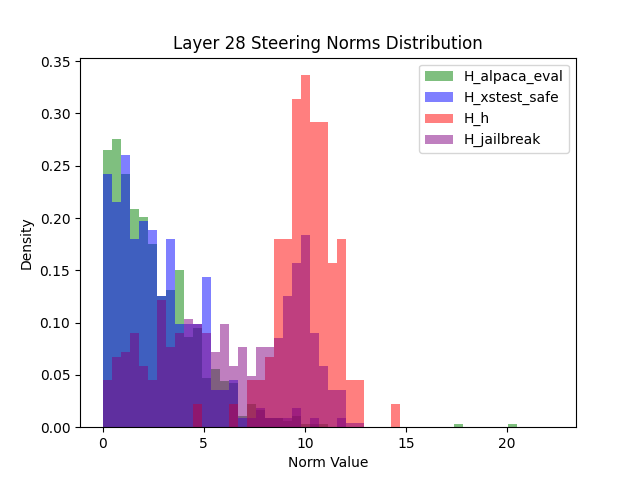 Layer 28 Steering Norms Distribution
0.35
0.30
0.25
0.20
0.15
0.10
0.05
0.00
Density
H_alpaca_eval
H_xstest_safe
H_h
H_jailbreak
0 5 10 15 20
Norm Value